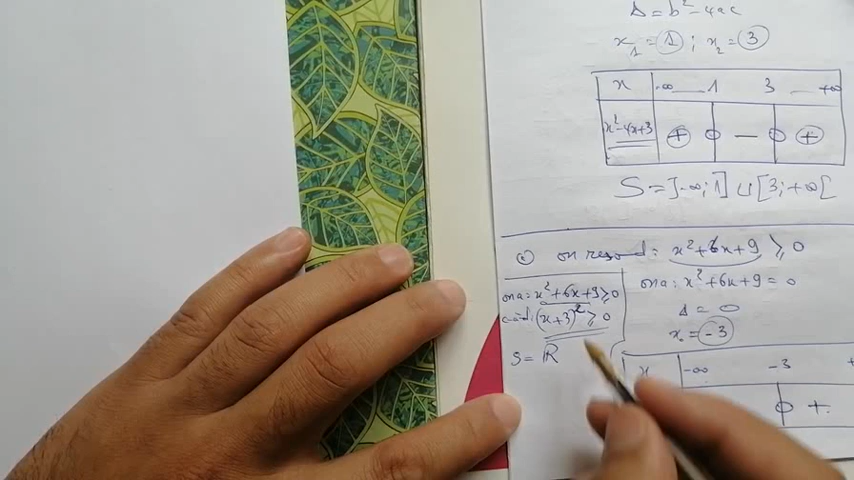 Δ = b² - 4ac
x₁ = 1 ; x₂ = 3
x -∞ 1 3 +∞
x²-4x+3 + 0 - 0 +
S = ]-∞;1] ∪ [3;+∞[
on résoud : x²+6x+9 ≥ 0
on a : x²+6x+9 ≥ 0
(x+3)² ≥ 0
S = ℝ
on a : x²+6x+9 = 0
Δ = 0
x₀ = -3
x -∞ -3 +
0 +